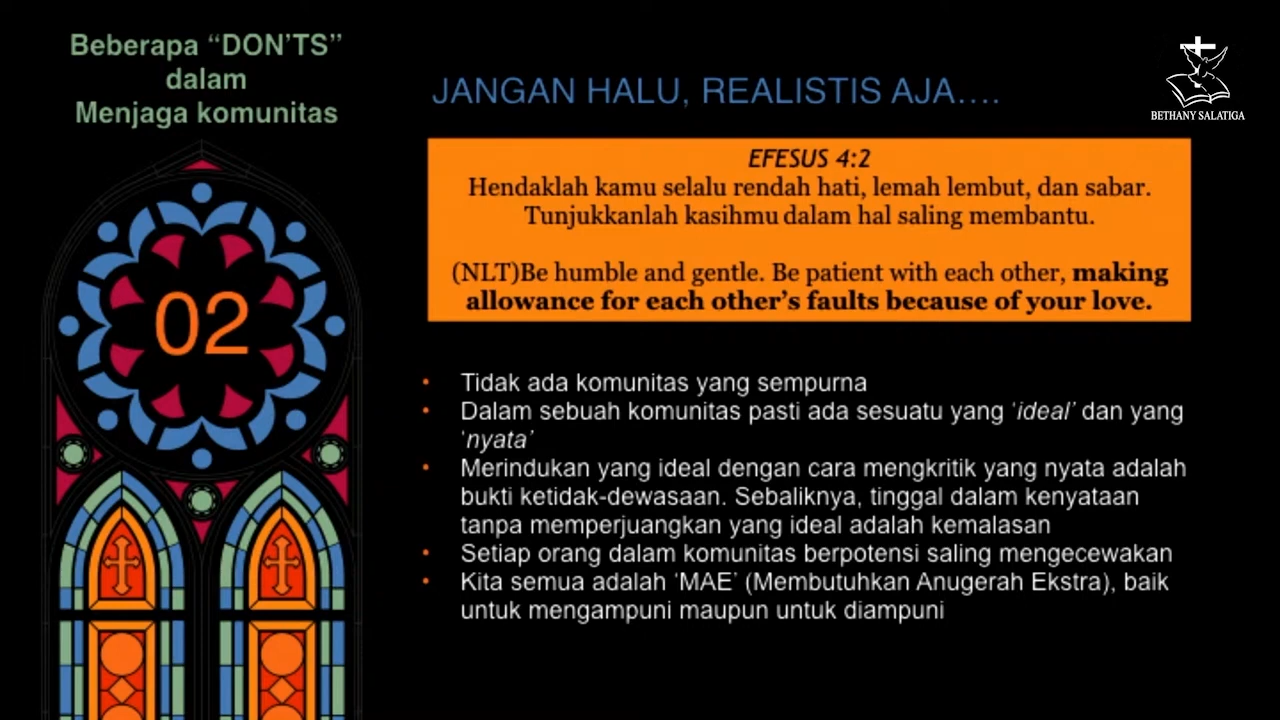 Beberapa “DON’TS”
dalam
Menjaga komunitas
02
JANGAN HALU, REALISTIS AJA....
BETHANY SALATIGA
EFESUS 4:2
Hendaklah kamu selalu rendah hati, lemah lembut, dan sabar.
Tunjukkanlah kasihmu dalam hal saling membantu.
(NLT)Be humble and gentle. Be patient with each other, making
allowance for each other’s faults because of your love.
• Tidak ada komunitas yang sempurna
• Dalam sebuah komunitas pasti ada sesuatu yang ‘ideal’ dan yang
‘nyata’
• Merindukan yang ideal dengan cara mengkritik yang nyata adalah
bukti ketidak-dewasaan. Sebaliknya, tinggal dalam kenyataan
tanpa memperjuangkan yang ideal adalah kemalasan
• Setiap orang dalam komunitas berpotensi saling mengecewakan
• Kita semua adalah ‘MAE’ (Membutuhkan Anugerah Ekstra), baik
untuk mengampuni maupun untuk diampuni